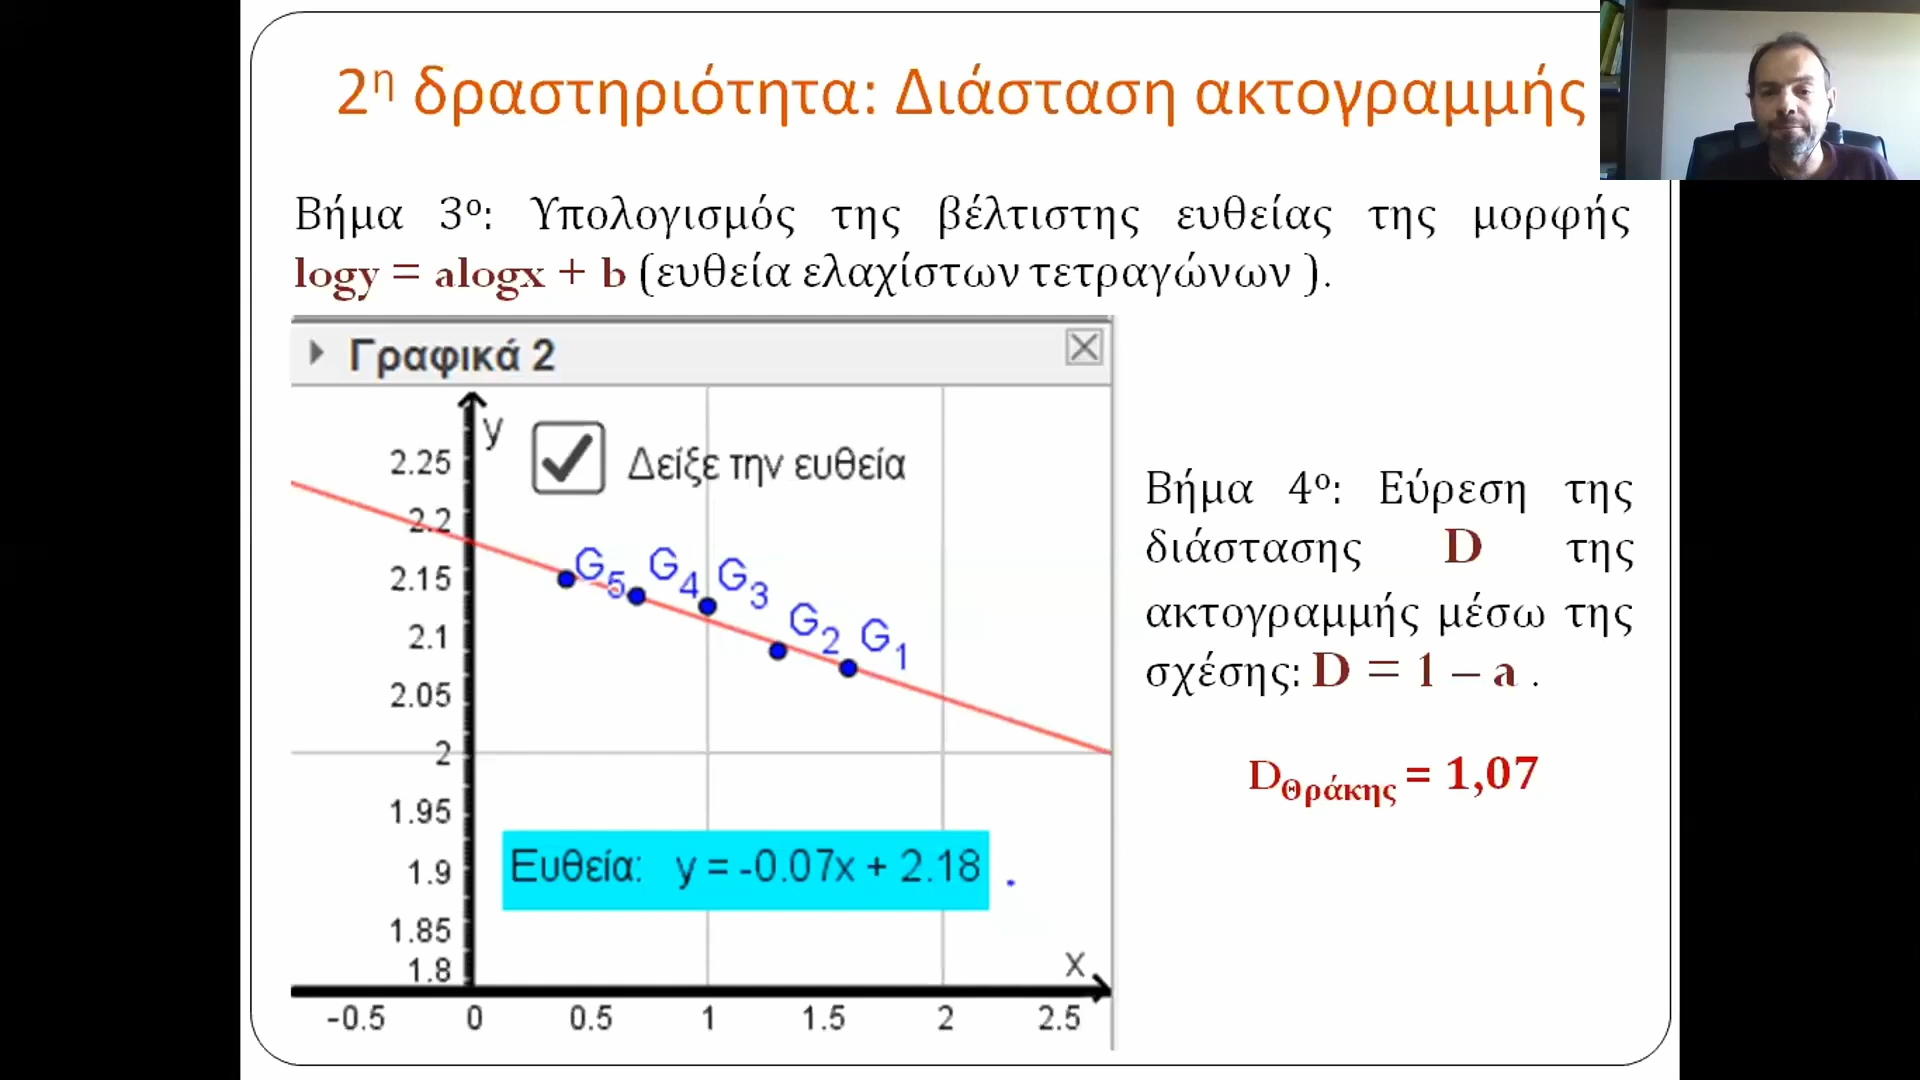 2η δραστηριότητα: Διάσταση ακτογραμμής
Βήμα 3ο: Υπολογισμός της βέλτιστης ευθείας της μορφής
logy = alogx + b (ευθεία ελαχίστων τετραγώνων ).
Γραφικά 2
y
Δείξε την ευθεία
2.25
2.2
2.15
2.1
2.05
2
1.95
1.9
1.85
1.8
G5
G4
G3
G2
G1
Ευθεία: y = -0.07x + 2.18
x
-0.5 0 0.5 1 1.5 2 2.5
Βήμα 4ο: Εύρεση της
διάστασης D της
ακτογραμμής μέσω της
σχέσης: D = 1 – a .
DΘράκης = 1,07